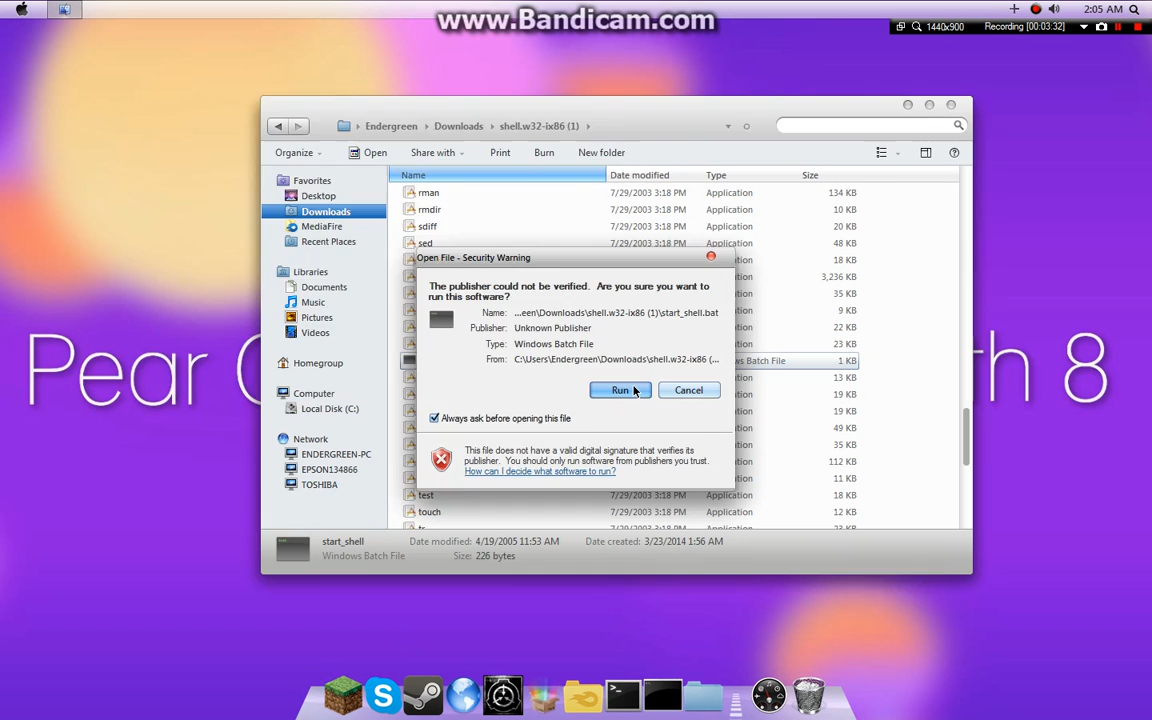 www.Bandicam.com
2:05 AM
1440x900 Recording [00:03:32]
Endergreen Downloads shell.w32-ix86 (1)
Organize Open Share with Print Burn New folder
Name Date modified Type Size
Favorites
Desktop
Downloads
MediaFire
Recent Places
Libraries
Documents
Music
Pictures
Videos
Homegroup
Computer
Local Disk (C:)
Network
ENDERGREEN-PC
EPSON134866
TOSHIBA
rman 7/29/2003 3:18 PM Application 134 KB
rmdir 7/29/2003 3:18 PM Application 10 KB
sdiff 7/29/2003 3:18 PM Application 20 KB
sed 7/29/2003 3:18 PM Application 48 KB
18 KB
3,236 KB
35 KB
9 KB
22 KB
23 KB
ws Batch File 1 KB
13 KB
19 KB
19 KB
49 KB
35 KB
112 KB
11 KB
test 7/29/2003 3:18 PM Application 18 KB
touch 7/29/2003 3:18 PM Application 12 KB
Open File - Security Warning
The publisher could not be verified. Are you sure you want to
run this software?
Name: ...een\Downloads\shell.w32-ix86 (1)\start_shell.bat
Publisher: Unknown Publisher
Type: Windows Batch File
From: C:\Users\Endergreen\Downloads\shell.w32-ix86 (...
Run Cancel
Always ask before opening this file
This file does not have a valid digital signature that verifies its
publisher. You should only run software from publishers you trust.
How can I decide what software to run?
start_shell Date modified: 4/19/2005 11:53 AM Date created: 3/23/2014 1:56 AM
Windows Batch File Size: 226 bytes
Pear
8